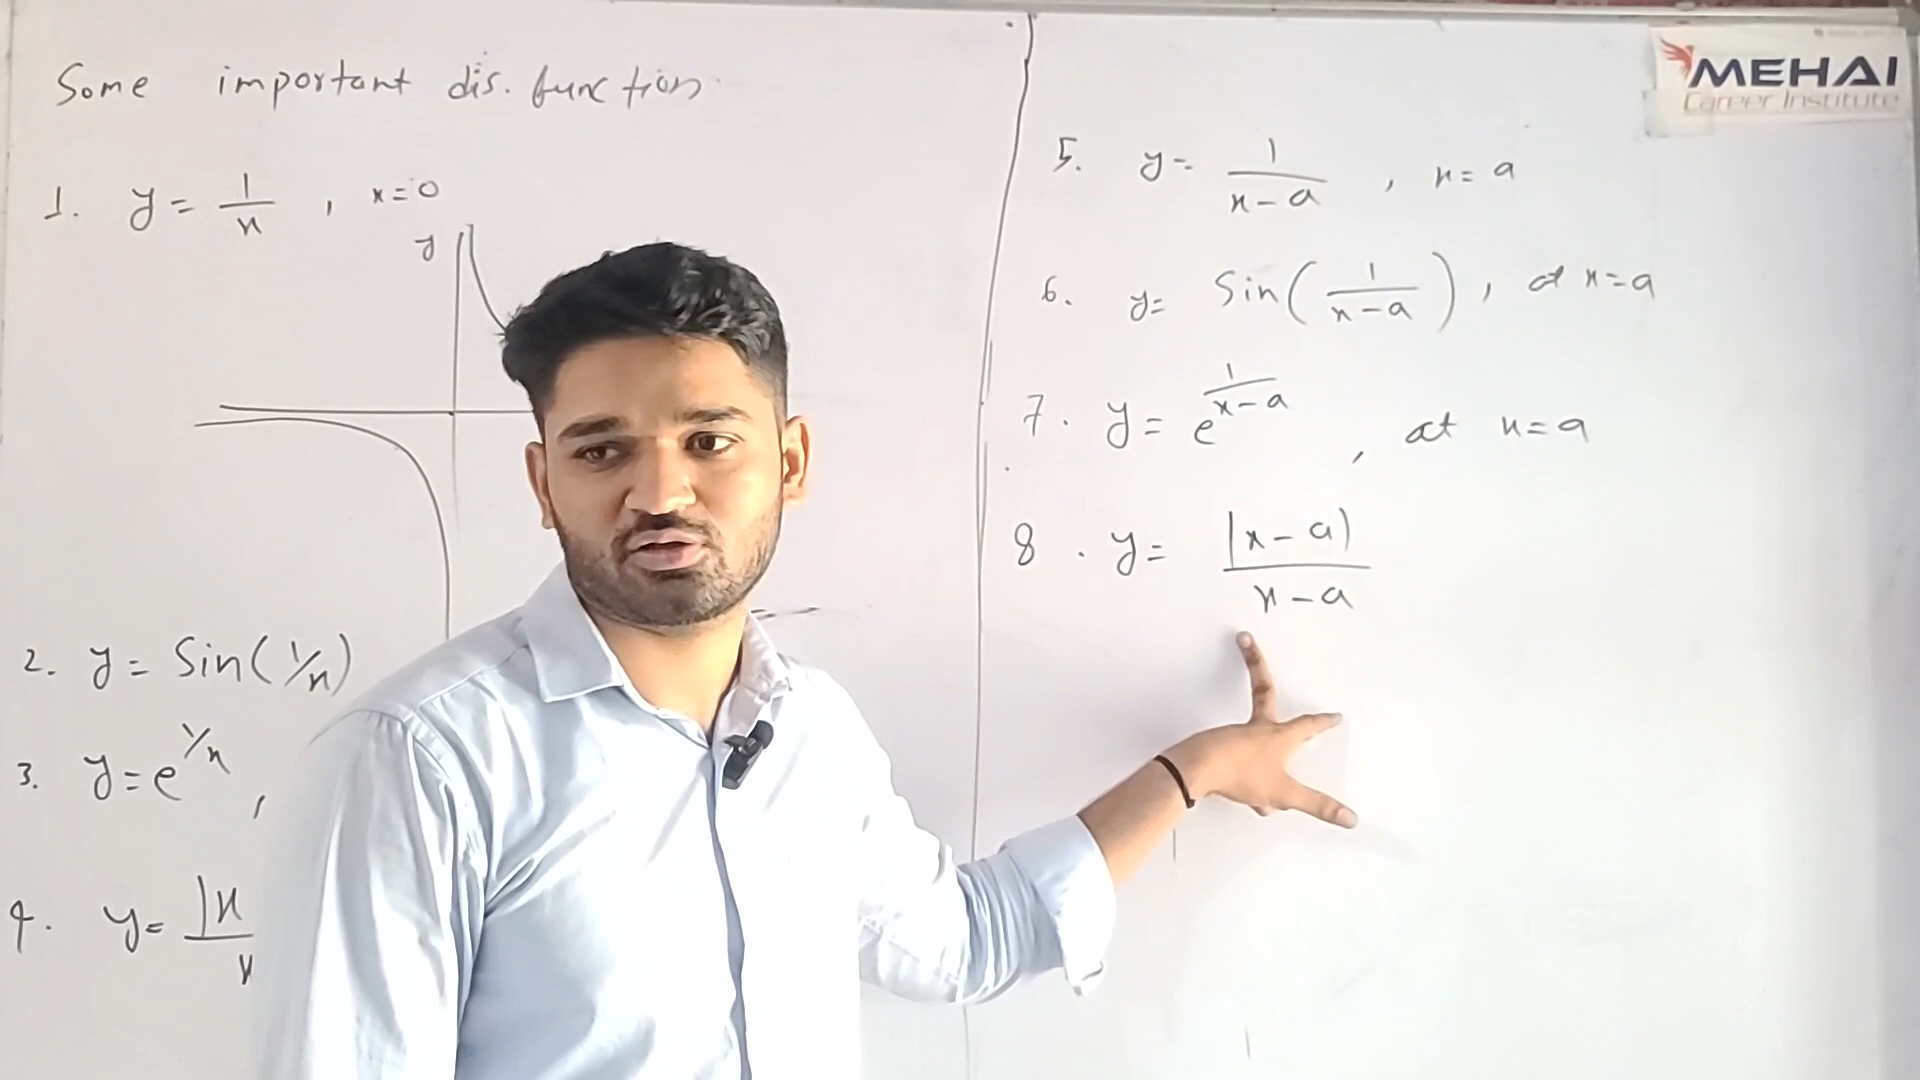 Some important dis. function
1. y = 1/x , x=0
y
2. y = Sin(1/x)
3. y = e^1/x ,
4. y = |x / x
5. y = 1/(x-a) , x = a
6. y = Sin(1/(x-a)) , at x=a
7. y = e^1/(x-a) , at x=a
8. y = |x-a| / x-a
MEHAI
Career Institute